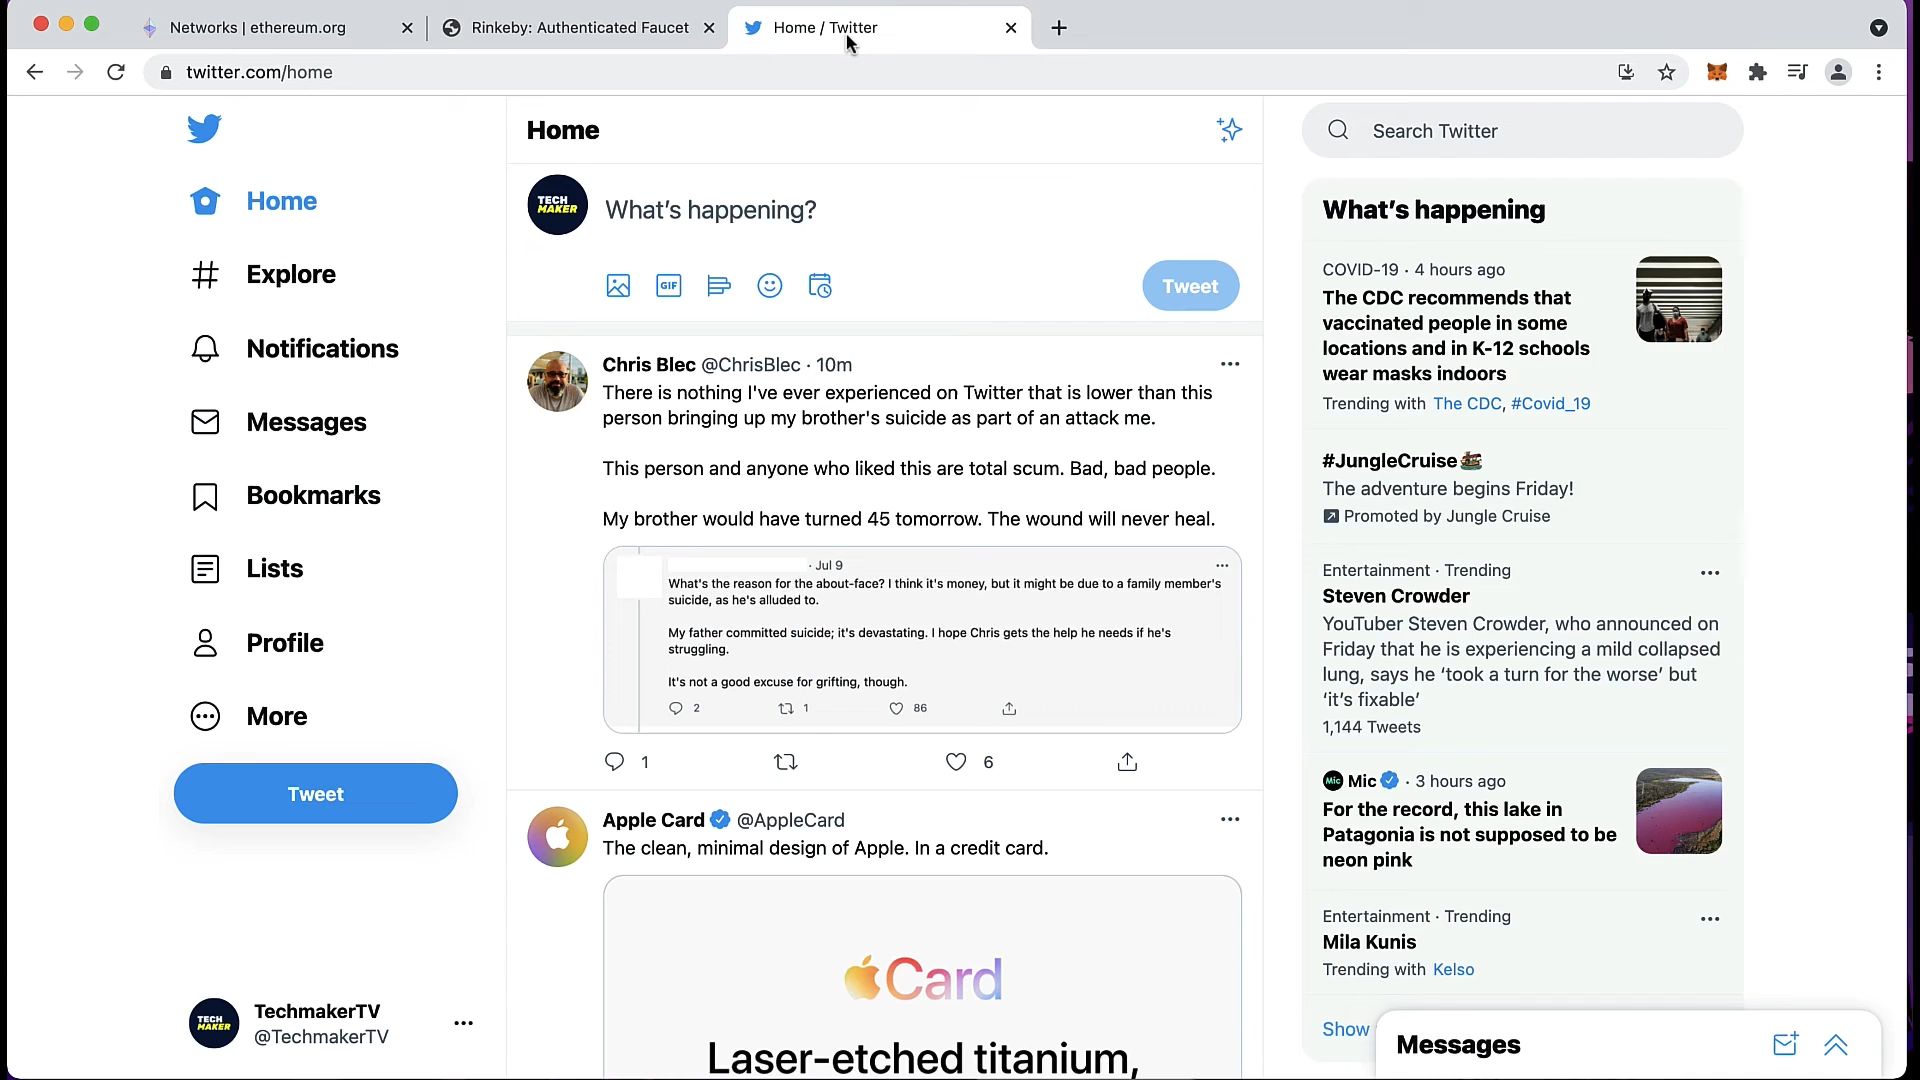 Networks | ethereum.org
Rinkeby: Authenticated Faucet
Home / Twitter
twitter.com/home
Home
Explore
Notifications
Messages
Bookmarks
Lists
Profile
More
Tweet
TECH
MAKER
TechmakerTV
@TechmakerTV
Home
TECH
MAKER
What's happening?
GIF
Tweet
Chris Blec @ChrisBlec · 10m
There is nothing I've ever experienced on Twitter that is lower than this
person bringing up my brother's suicide as part of an attack me.
This person and anyone who liked this are total scum. Bad, bad people.
My brother would have turned 45 tomorrow. The wound will never heal.
· Jul 9
What's the reason for the about-face? I think it's money, but it might be due to a family member's
suicide, as he's alluded to.
My father committed suicide; it's devastating. I hope Chris gets the help he needs if he's
struggling.
It's not a good excuse for grifting, though.
2 1 86
1 6
Apple Card @AppleCard
The clean, minimal design of Apple. In a credit card.
Card
Laser-etched titanium,
Search Twitter
What's happening
COVID-19 · 4 hours ago
The CDC recommends that
vaccinated people in some
locations and in K-12 schools
wear masks indoors
Trending with The CDC, #Covid_19
#JungleCruise
The adventure begins Friday!
Promoted by Jungle Cruise
Entertainment · Trending
Steven Crowder
YouTuber Steven Crowder, who announced on
Friday that he is experiencing a mild collapsed
lung, says he 'took a turn for the worse' but
'it's fixable'
1,144 Tweets
Mic Mic · 3 hours ago
For the record, this lake in
Patagonia is not supposed to be
neon pink
Entertainment · Trending
Mila Kunis
Trending with Kelso
Show
Messages